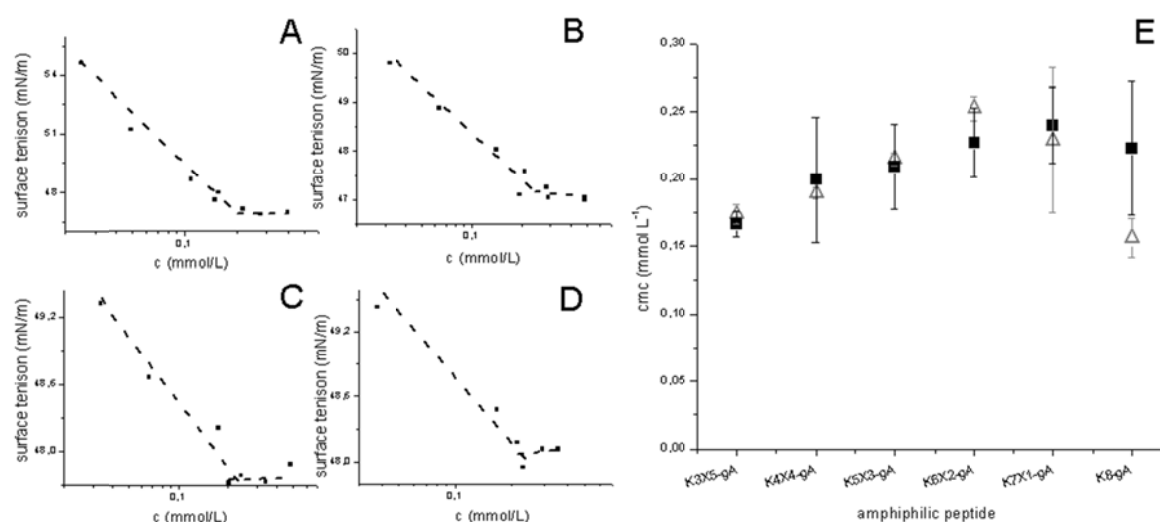 A
54
51
48
surface tenison (mN/m)
0,1
c (mmol/L)
B
50
49
48
47
surface tenison (mN/m)
0,1
c (mmol/L)
C
49,2
48,6
48,0
surface tenison (mN/m)
0,1
c (mmol/L)
D
49,2
48,6
48,0
surface tenison (mN/m)
0,1
c (mmol/L)
E
0,30
0,25
0,20
0,15
0,10
0,05
0,00
cmc (mmol L⁻¹)
K3X5-gA
K4X4-gA
K5X3-gA
K6X2-gA
K7X1-gA
K8-gA
amphiphilic peptide